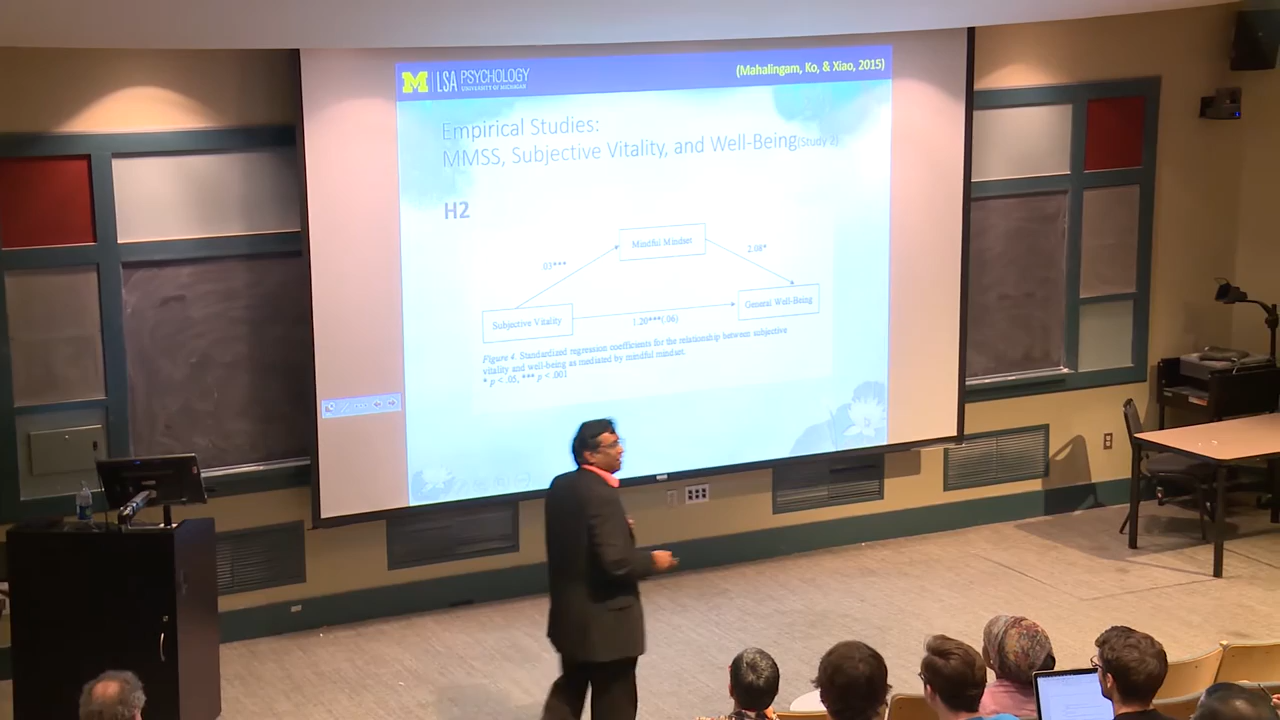 M LSA PSYCHOLOGY
UNIVERSITY OF MICHIGAN
(Mahalingam, Ko, & Xiao, 2015)
Empirical Studies:
MMSS, Subjective Vitality, and Well-Being(Study 2)
H2
Mindful Mindset
.03***
2.08*
Subjective Vitality
1.20***(.06)
General Well-Being
Figure 4. Standardized regression coefficients for the relationship between subjective
vitality and well-being as mediated by mindful mindset.
* p < .05, *** p < .001